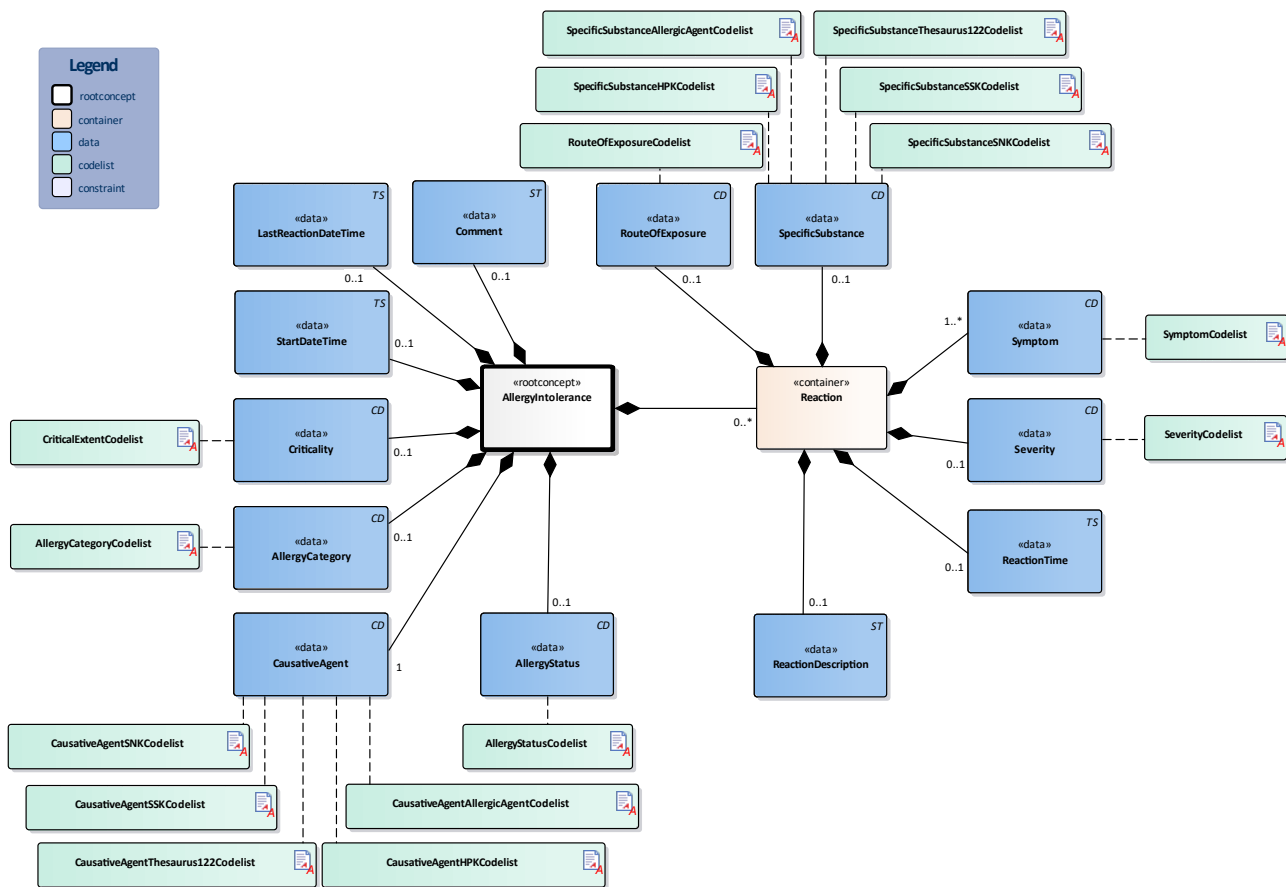 SpecificSubstanceAllergicAgentCodelist
SpecificSubstanceThesaurus122Codelist
Legend
rootconcept
container
data
codelist
constraint
SpecificSubstanceHPKCodelist
SpecificSubstanceSSKCodelist
RouteOfExposureCodelist
SpecificSubstanceSNKCodelist
TS
«data»
LastReactionDateTime
0..1
ST
«data»
Comment
0..1
CD
«data»
RouteOfExposure
0..1
CD
«data»
SpecificSubstance
0..1
TS
«data»
StartDateTime
0..1
CD
«data»
Symptom
1..*
SymptomCodelist
«rootconcept»
AllergyIntolerance
0..*
«container»
Reaction
CriticalExtentCodelist
CD
«data»
Criticality
0..1
CD
«data»
Severity
0..1
SeverityCodelist
AllergyCategoryCodelist
CD
«data»
AllergyCategory
0..1
TS
«data»
ReactionTime
0..1
CD
«data»
CausativeAgent
1
0..1
CD
«data»
AllergyStatus
0..1
ST
«data»
ReactionDescription
CausativeAgentSNKCodelist
AllergyStatusCodelist
CausativeAgentSSKCodelist
CausativeAgentAllergicAgentCodelist
CausativeAgentThesaurus122Codelist
CausativeAgentHPKCodelist